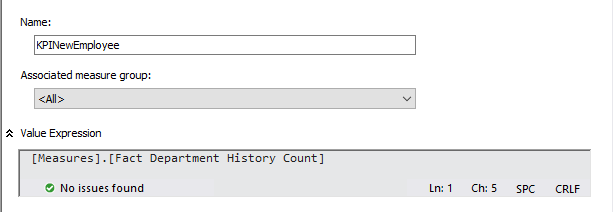 Name:
KPINewEmployee
Associated measure group:
<All>
Value Expression
[Measures].[Fact Department History Count]
No issues found Ln: 1 Ch: 5 SPC CRLF